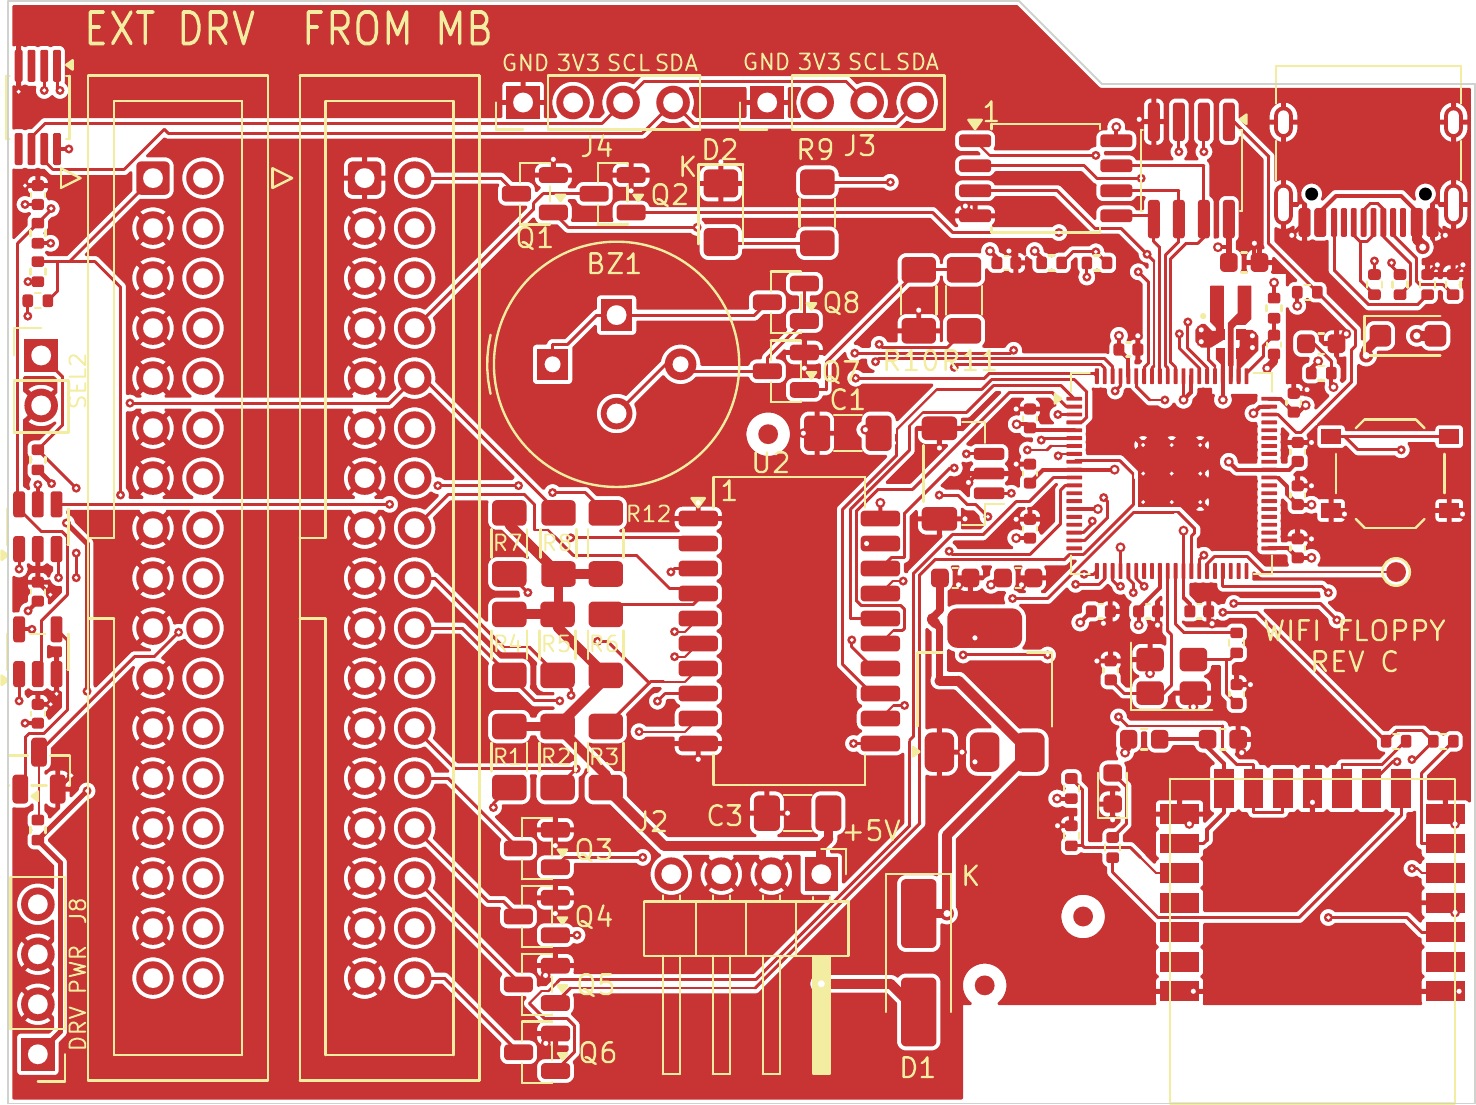 EXT DRV FROM MB
GND 3V3 SCL SDA
GND 3V3 SCL SDA
J4
J3
1
D2
K
R9
Q2
Q1
BZ1
Q8
Q7
R10 R11
C1
SEL2
U2
1
R12
R7 R8
R4 R5 R6
R1 R2 R3
WIFI FLOPPY
REV C
J2
C3
+5V
Q3
K
Q4
J8
DRV PWR
Q5
Q6
D1